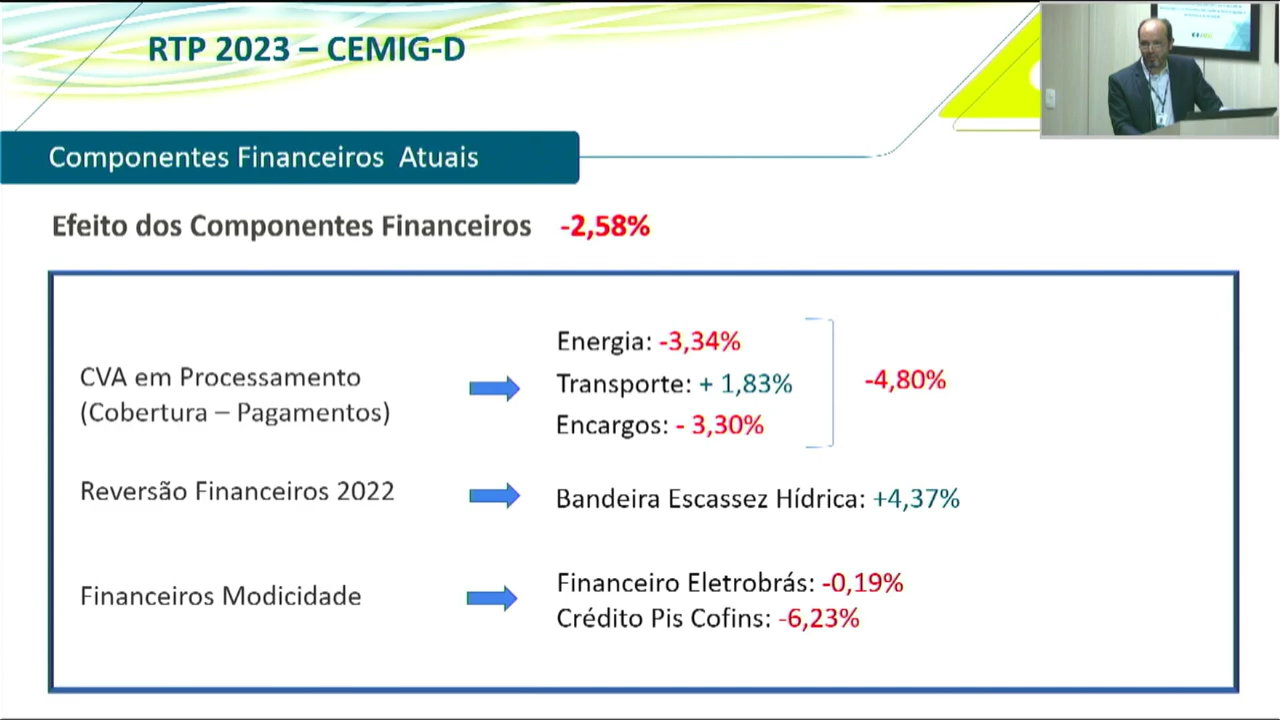 RTP 2023 – CEMIG-D
Componentes Financeiros Atuais
Efeito dos Componentes Financeiros -2,58%
Energia: -3,34%
CVA em Processamento
(Cobertura – Pagamentos)
Transporte: + 1,83%
-4,80%
Encargos: - 3,30%
Reversão Financeiros 2022
Bandeira Escassez Hídrica: +4,37%
Financeiros Modicidade
Financeiro Eletrobrás: -0,19%
Crédito Pis Cofins: -6,23%